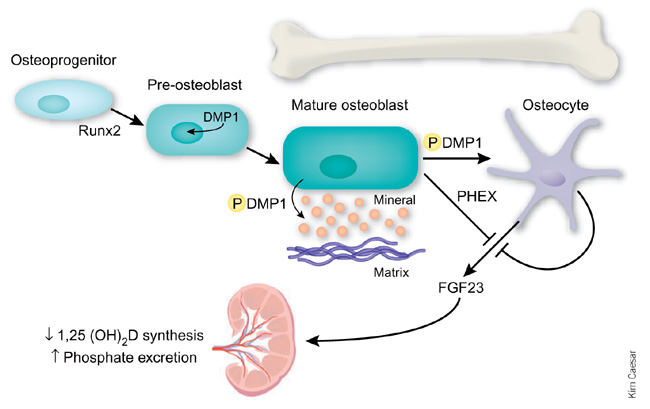 Osteoprogenitor
Pre-osteoblast
Mature osteoblast
Osteocyte
Runx2
DMP1
P DMP1
P DMP1
Mineral
PHEX
Matrix
FGF23
↓ 1,25 (OH)2D synthesis
↑ Phosphate excretion
Kim Caesar